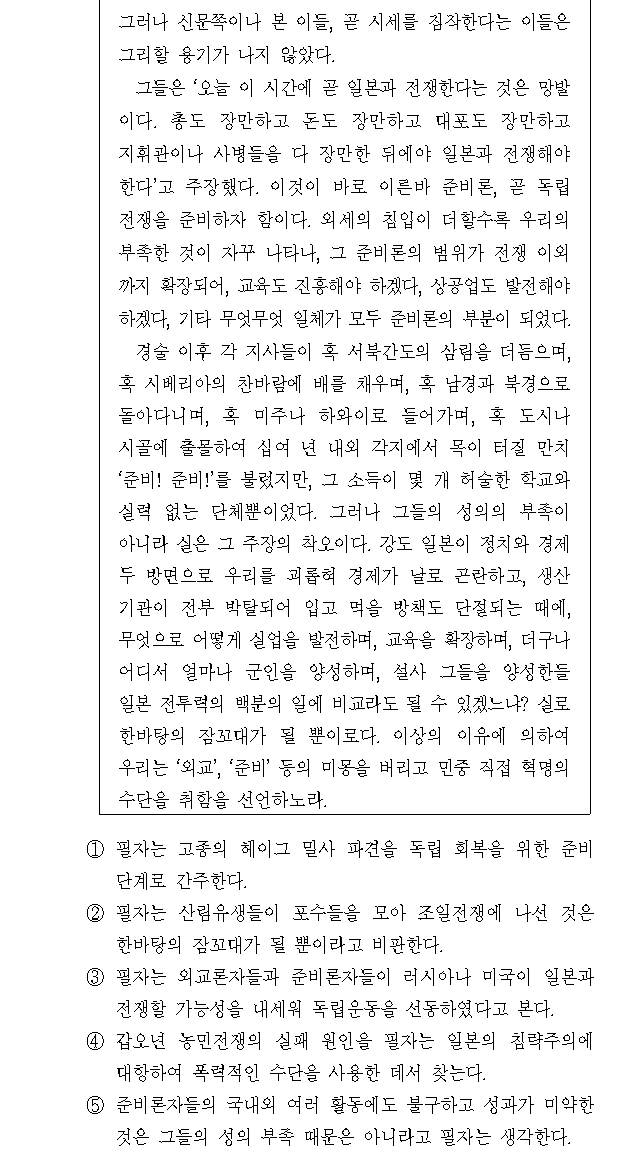 그러나 신문쪽이나 본 이들, 곧 시세를 짐작한다는 이들은
그리할 용기가 나지 않았다.
그들은 '오늘 이 시간에 곧 일본과 전쟁한다는 것은 망발
이다. 총도 장만하고 돈도 장만하고 대포도 장만하고
지휘관이나 사병들을 다 장만한 뒤에야 일본과 전쟁해야
한다'고 주장했다. 이것이 바로 이른바 준비론, 곧 독립
전쟁을 준비하자 함이다. 외세의 침입이 더할수록 우리의
부족한 것이 자꾸 나타나, 그 준비론의 범위가 전쟁 이외
까지 확장되어, 교육도 진흥해야 하겠다, 상공업도 발전해야
하겠다, 기타 무엇무엇 일체가 모두 준비론의 부분이 되었다.
경술 이후 각 지사들이 혹 서북간도의 삼림을 더듬으며,
혹 시베리아의 찬바람에 배를 채우며, 혹 남경과 북경으로
돌아다니며, 혹 미주나 하와이로 들어가며, 혹 도시나
시골에 출몰하여 십여 년 내외 각지에서 목이 터질 만치
'준비! 준비!'를 불렀지만, 그 소득이 몇 개 허술한 학교와
실력 없는 단체뿐이었다. 그러나 그들의 성의의 부족이
아니라 실은 그 주장의 착오이다. 강도 일본이 정치와 경제
두 방면으로 우리를 괴롭혀 경제가 날로 곤란하고, 생산
기관이 전부 박탈되어 입고 먹을 방책도 단절되는 때에,
무엇으로 어떻게 실업을 발전하며, 교육을 확장하며, 더구나
어디서 얼마나 군인을 양성하며, 설사 그들을 양성한들
일본 전투력의 백분의 일에 비교라도 될 수 있겠느냐? 실로
한바탕의 잠꼬대가 될 뿐이로다. 이상의 이유에 의하여
우리는 '외교', '준비' 등의 미몽을 버리고 민중 직접 혁명의
수단을 취함을 선언하노라.
① 필자는 고종의 헤이그 밀사 파견을 독립 회복을 위한 준비
단계로 간주한다.
② 필자는 산림유생들이 포수들을 모아 조일전쟁에 나선 것은
한바탕의 잠꼬대가 될 뿐이라고 비판한다.
③ 필자는 외교론자들과 준비론자들이 러시아나 미국이 일본과
전쟁할 가능성을 내세워 독립운동을 선동하였다고 본다.
④ 갑오년 농민전쟁의 실패 원인을 필자는 일본의 침략주의에
대항하여 폭력적인 수단을 사용한 데서 찾는다.
⑤ 준비론자들의 국내외 여러 활동에도 불구하고 성과가 미약한
것은 그들의 성의 부족 때문은 아니라고 필자는 생각한다.